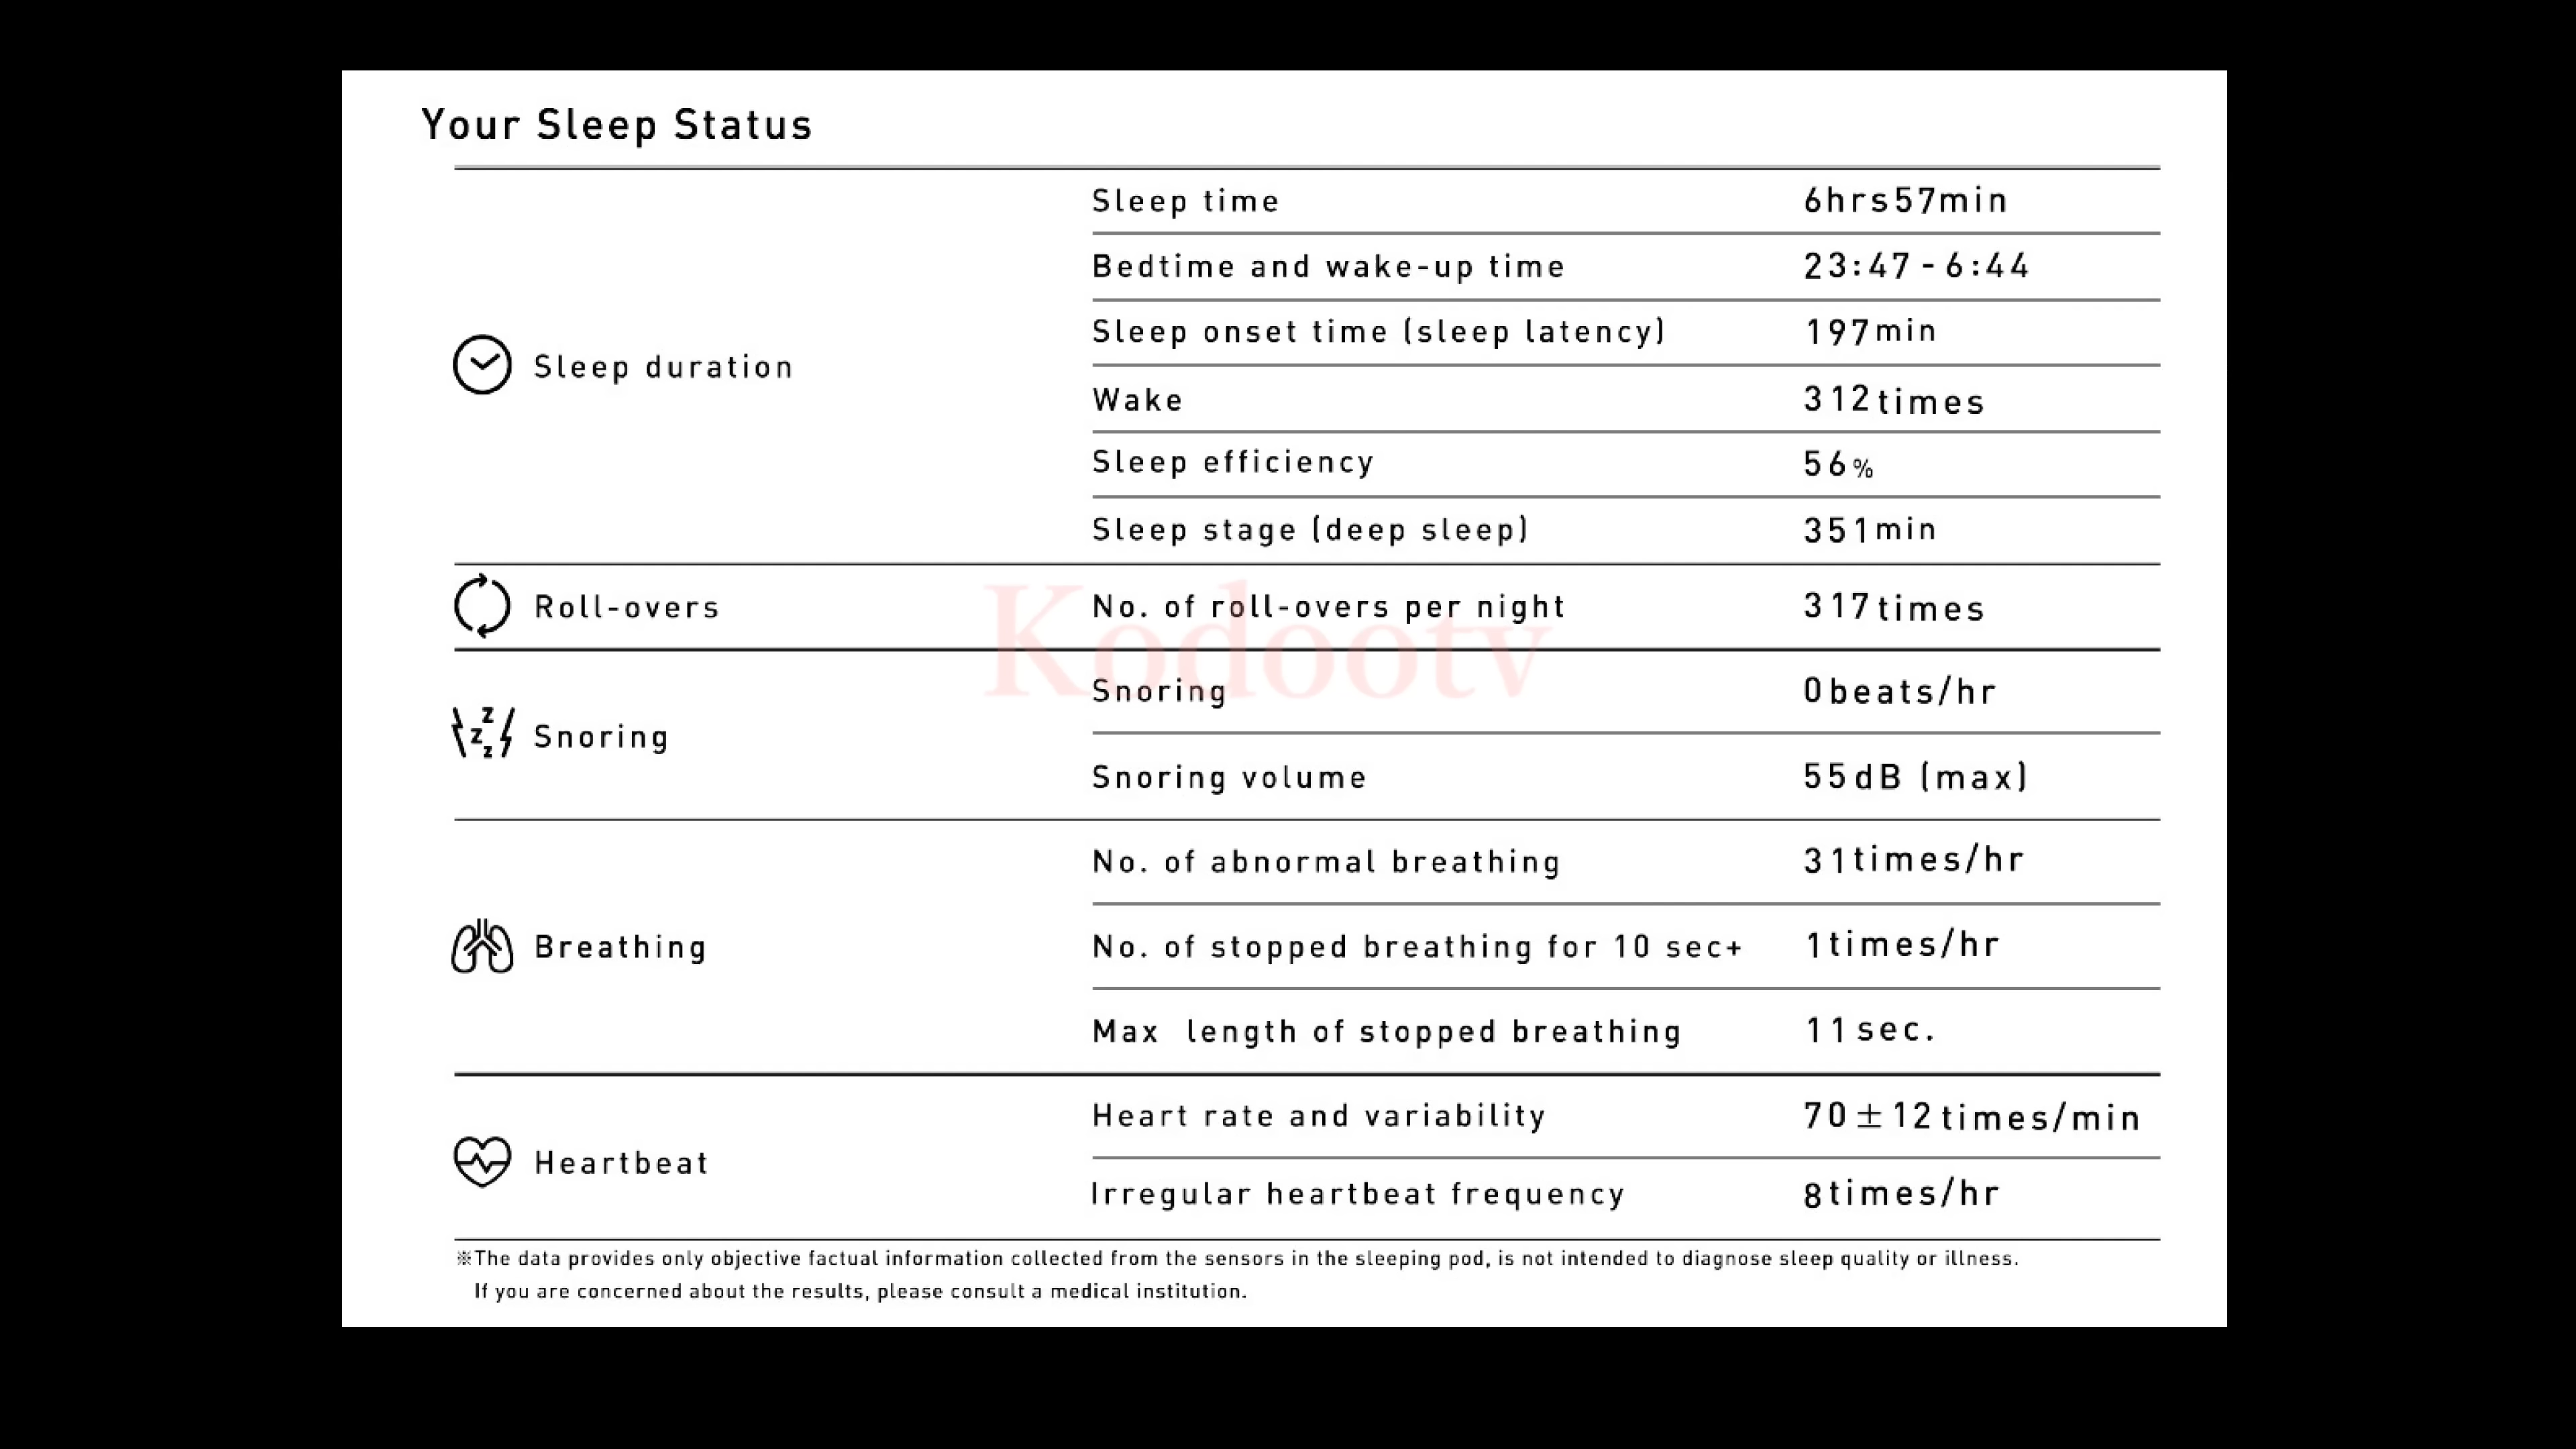 Your Sleep Status
Sleep duration
Sleep time 6hrs57min
Bedtime and wake-up time 23:47 - 6:44
Sleep onset time (sleep latency) 197min
Wake 312times
Sleep efficiency 56%
Sleep stage (deep sleep) 351min
Roll-overs No. of roll-overs per night 317times
Kodootv
Snoring
Snoring 0beats/hr
Snoring volume 55dB (max)
Breathing
No. of abnormal breathing 31times/hr
No. of stopped breathing for 10 sec+ 1times/hr
Max length of stopped breathing 11sec.
Heartbeat
Heart rate and variability 70±12times/min
Irregular heartbeat frequency 8times/hr
※The data provides only objective factual information collected from the sensors in the sleeping pod, is not intended to diagnose sleep quality or illness.
If you are concerned about the results, please consult a medical institution.